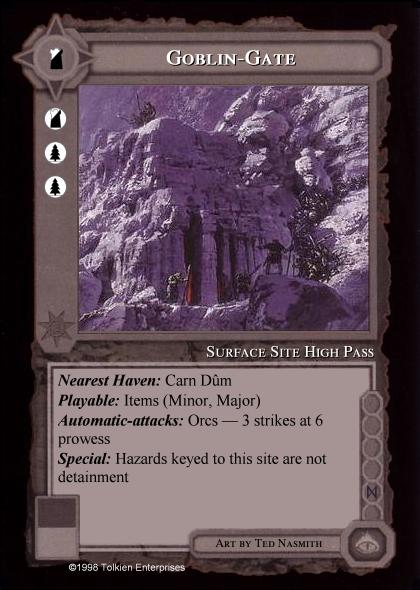 Goblin-Gate
Surface Site High Pass
Nearest Haven: Carn Dûm
Playable: Items (Minor, Major)
Automatic-attacks: Orcs — 3 strikes at 6
prowess
Special: Hazards keyed to this site are not
detainment
Art by Ted Nasmith
©1998 Tolkien Enterprises